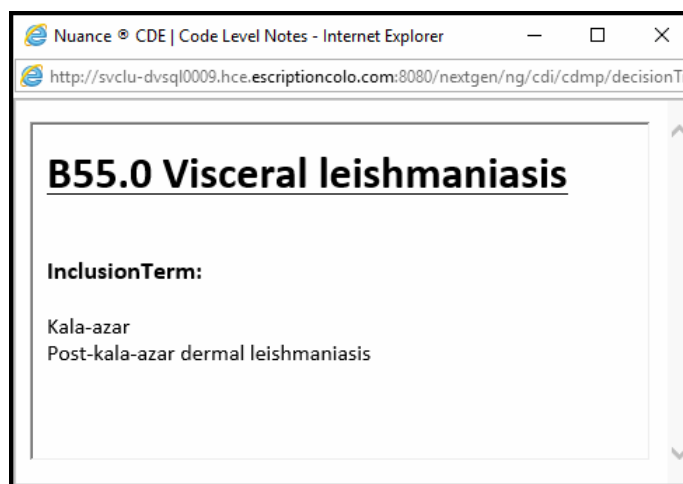 Nuance ® CDE | Code Level Notes - Internet Explorer
http://svclu-dvsql0009.hce.escriptioncolo.com:8080/nextgen/ng/cdi/cdmp/decisionT
B55.0 Visceral leishmaniasis
InclusionTerm:
Kala-azar
Post-kala-azar dermal leishmaniasis